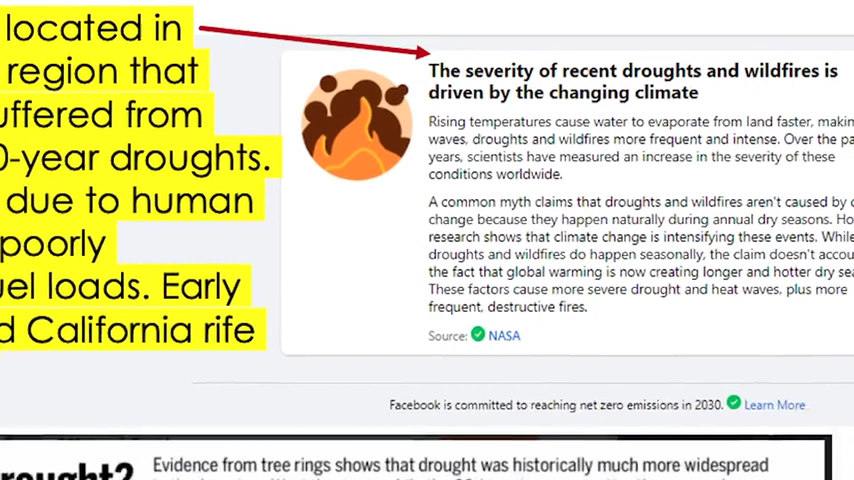 located in
region that
uffered from
0-year droughts.
due to human
poorly
uel loads. Early
d California rife
The severity of recent droughts and wildfires is
driven by the changing climate
Rising temperatures cause water to evaporate from land faster, makin
waves, droughts and wildfires more frequent and intense. Over the pa
years, scientists have measured an increase in the severity of these
conditions worldwide.
A common myth claims that droughts and wildfires aren't caused by c
change because they happen naturally during annual dry seasons. Ho
research shows that climate change is intensifying these events. While
droughts and wildfires do happen seasonally, the claim doesn't accou
the fact that global warming is now creating longer and hotter dry sea
These factors cause more severe drought and heat waves, plus more
frequent, destructive fires.
Source: NASA
Facebook is committed to reaching net zero emissions in 2030. Learn More
rought?
Evidence from tree rings shows that drought was historically much more widespread